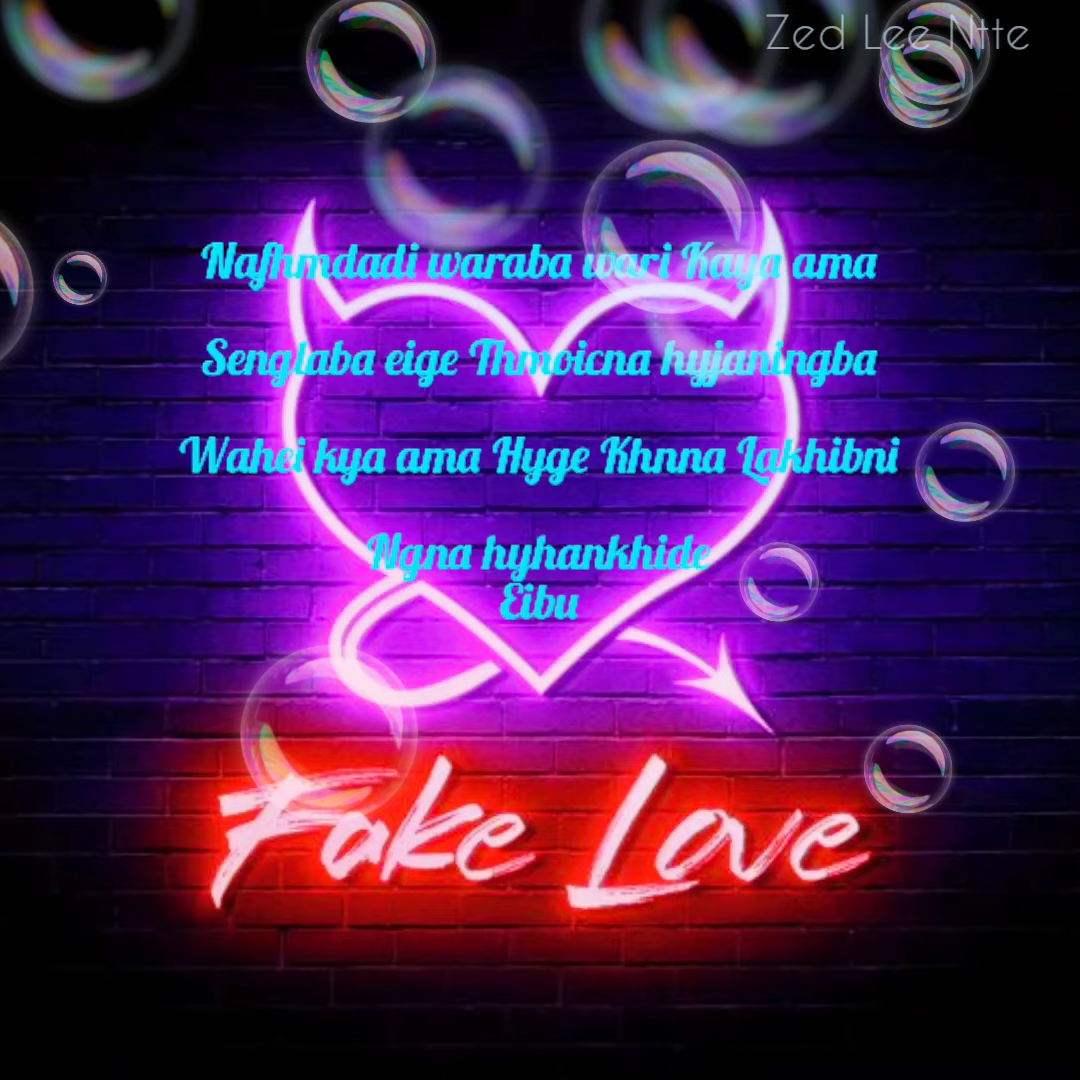 Zed Lee Ntte
Nafhmdadi waraba wari Kaya ama
Senglaba eige Thmoicna hyjaningba
Wahei kya ama Hyge Khnna Lakhibni
Ngna hyhankhide
Eibu
Fake Love